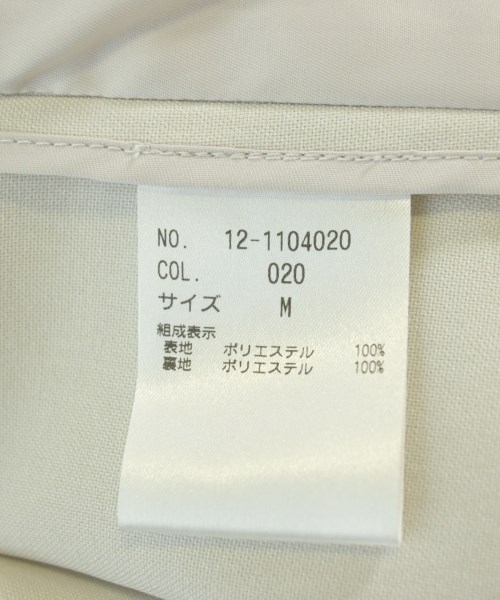 NO. 12-1104020
COL. 020
サイズ M
組成表示
表地 ポリエステル 100%
裏地 ポリエステル 100%